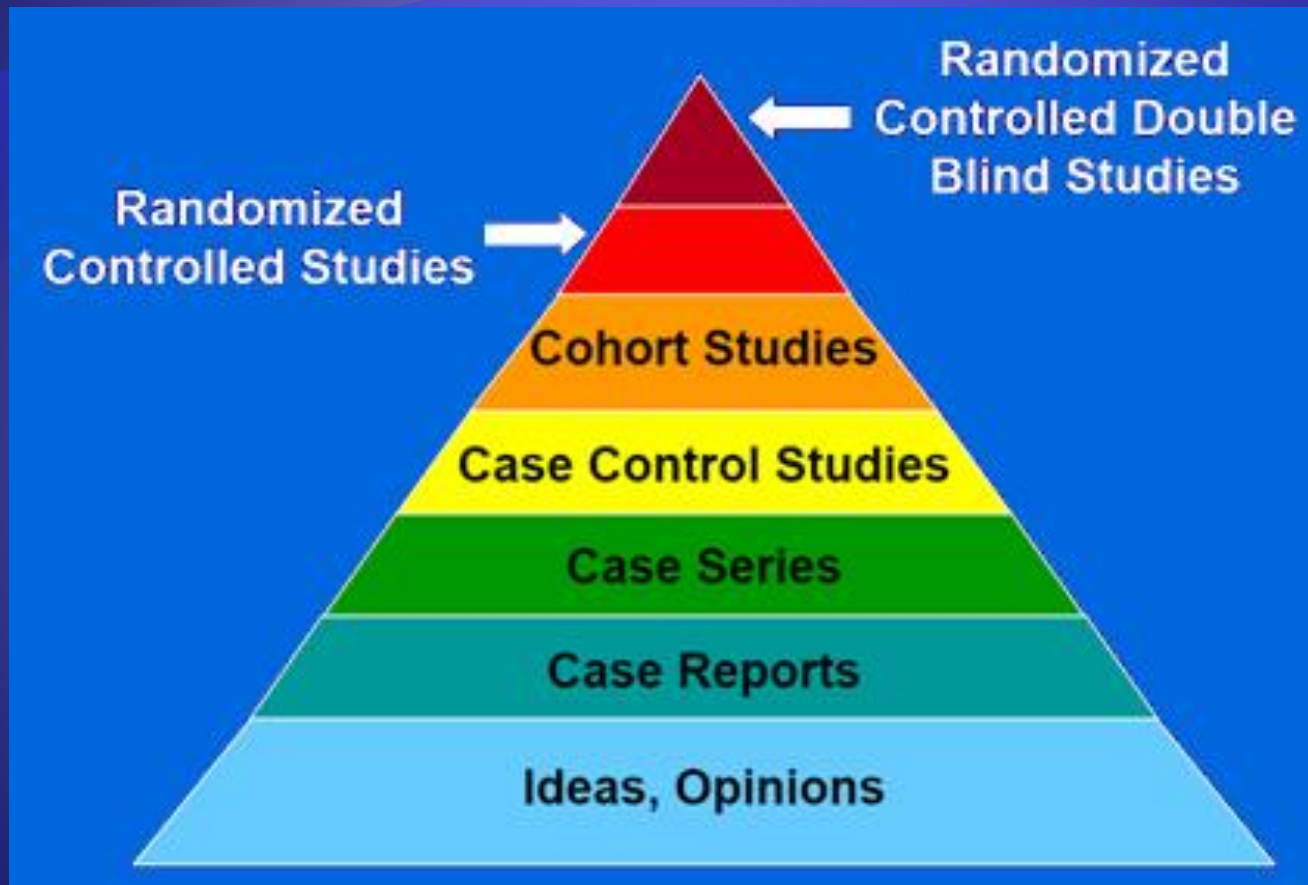 Randomized
Controlled Double
Blind Studies
Randomized
Controlled Studies
Cohort Studies
Case Control Studies
Case Series
Case Reports
Ideas, Opinions